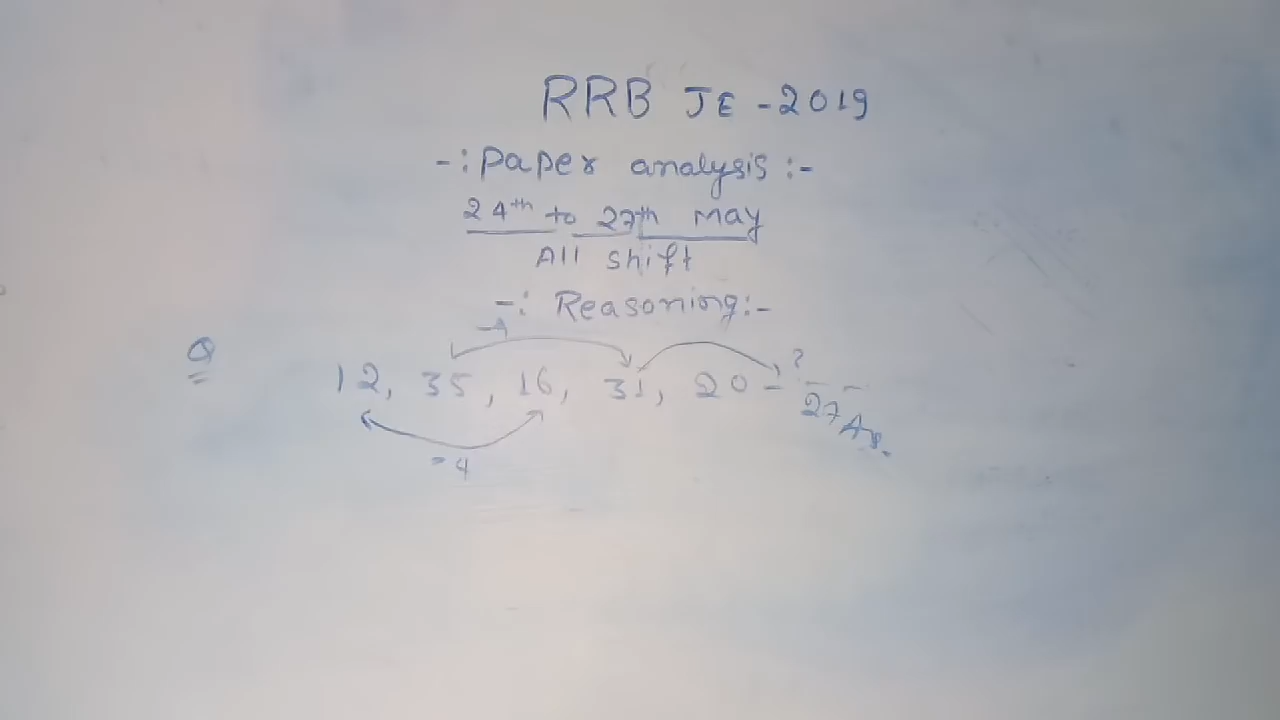 RRB JE - 2019
-: Paper analysis :-
24th to 27th May
All shift
-: Reasoning :-
-4
Q 12, 35, 16, 31, 20 - - - ?
27 Ans.
= 4